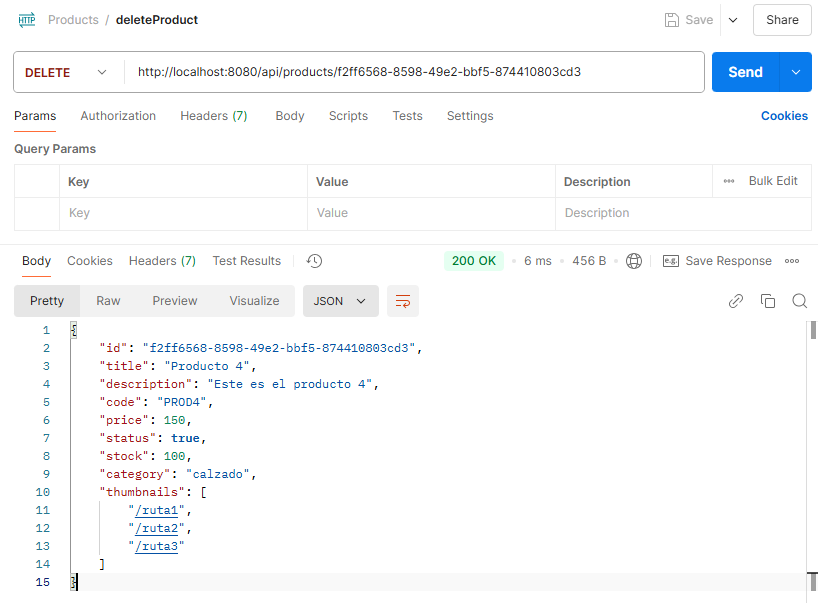 HTTP Products / deleteProduct Save Share
DELETE http://localhost:8080/api/products/f2ff6568-8598-49e2-bbf5-874410803cd3 Send
Params Authorization Headers (7) Body Scripts Tests Settings Cookies
Query Params
Key Value Description ••• Bulk Edit
Key Value Description
Body Cookies Headers (7) Test Results 200 OK • 6 ms • 456 B • e.g. Save Response •••
Pretty Raw Preview Visualize JSON
1 {
2 "id": "f2ff6568-8598-49e2-bbf5-874410803cd3",
3 "title": "Producto 4",
4 "description": "Este es el producto 4",
5 "code": "PROD4",
6 "price": 150,
7 "status": true,
8 "stock": 100,
9 "category": "calzado",
10 "thumbnails": [
11 "/ruta1",
12 "/ruta2",
13 "/ruta3"
14 ]
15 }